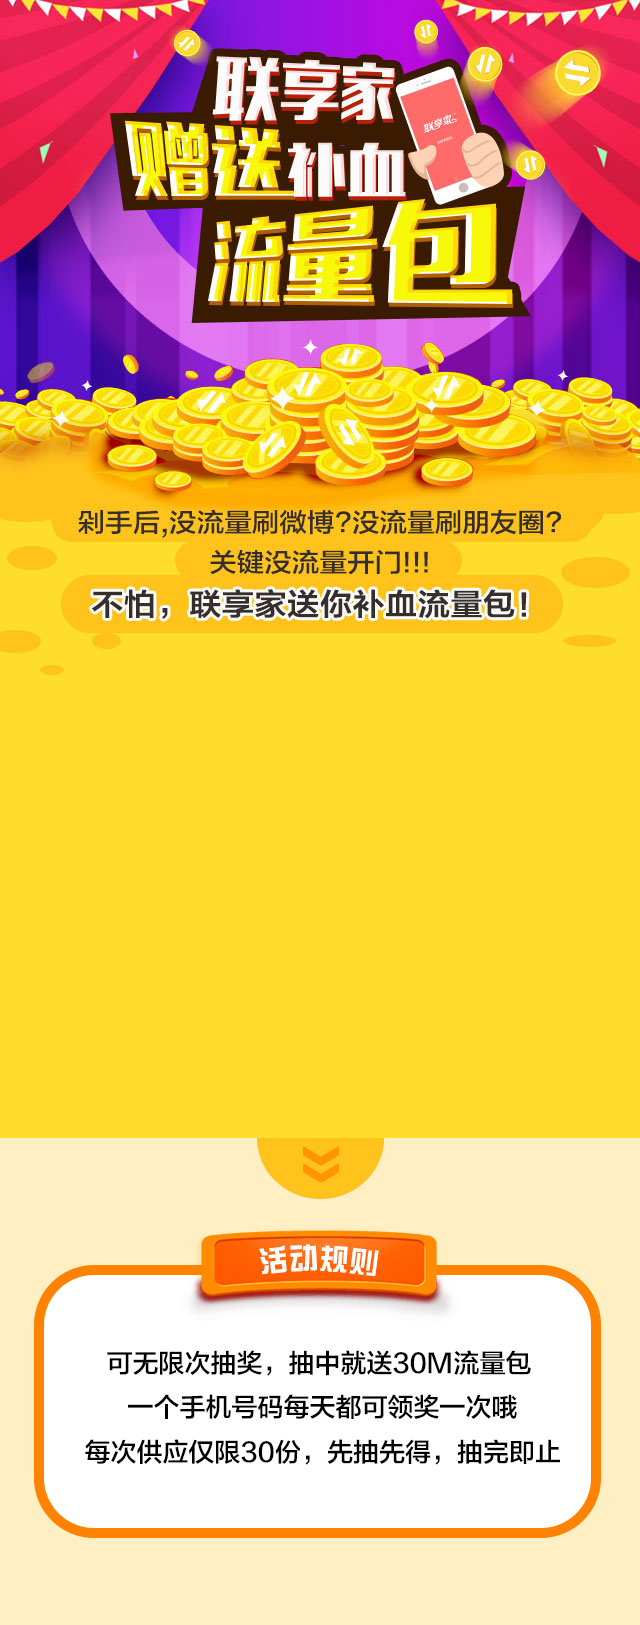 联享家
联享家
赠送补血
流量包
剁手后,没流量刷微博?没流量刷朋友圈?
关键没流量开门!!!
不怕，联享家送你补血流量包！
活动规则
可无限次抽奖，抽中就送30M流量包
一个手机号码每天都可领奖一次哦
每次供应仅限30份，先抽先得，抽完即止